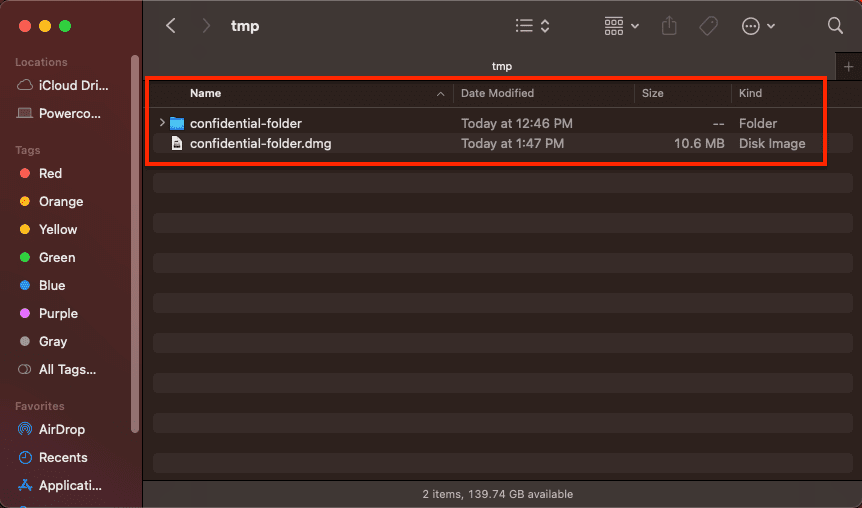 tmp
tmp
Locations
iCloud Dri...
Powerco...
Tags
Red
Orange
Yellow
Green
Blue
Purple
Gray
All Tags...
Favorites
AirDrop
Recents
Applicati...
Name Date Modified Size Kind
confidential-folder Today at 12:46 PM -- Folder
confidential-folder.dmg Today at 1:47 PM 10.6 MB Disk Image
2 items, 139.74 GB available